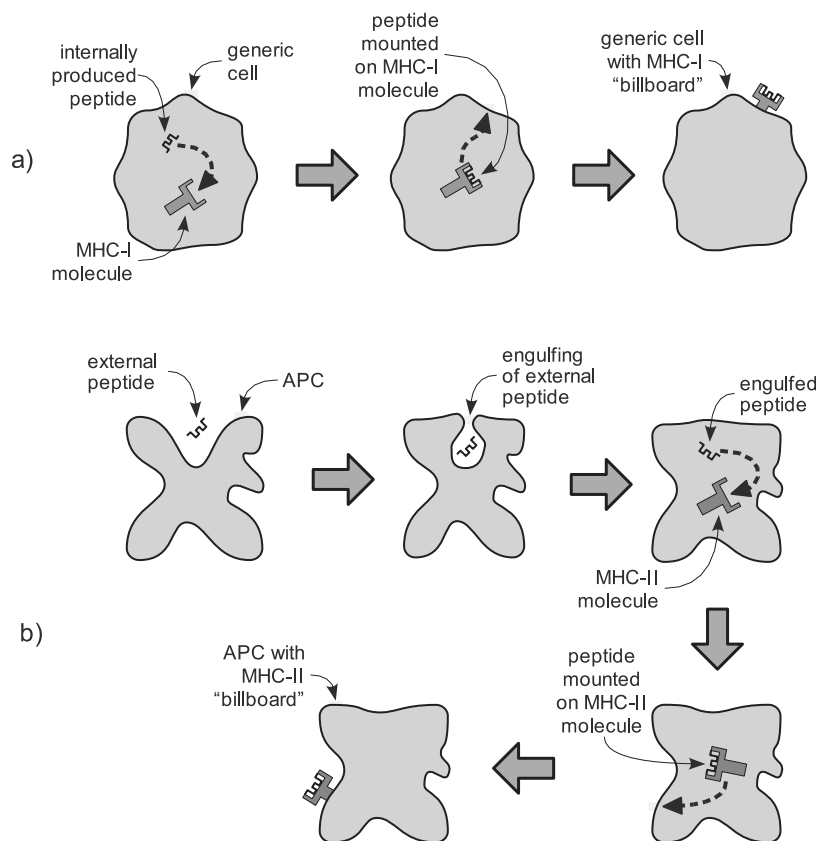 internally
produced
peptide
generic
cell
peptide
mounted
on MHC-I
molecule
generic cell
with MHC-I
“billboard”
a)
MHC-I
molecule
external
peptide
APC
engulfing
of external
peptide
engulfed
peptide
MHC-II
molecule
b)
APC with
MHC-II
“billboard”
peptide
mounted
on MHC-II
molecule